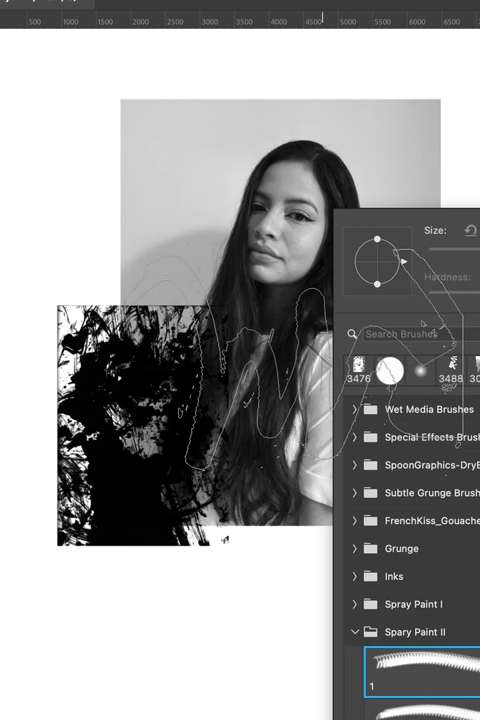 500 1000 1500 2000 2500 3000 3500 4000 4500 5000 5500 6000 6500
Size:
Hardness:
Search Brushes
3476
3488
Wet Media Brushes
Special Effects Brush
SpoonGraphics-DryB
Subtle Grunge Brush
FrenchKiss_Gouache
Grunge
Inks
Spray Paint I
Spary Paint II
1